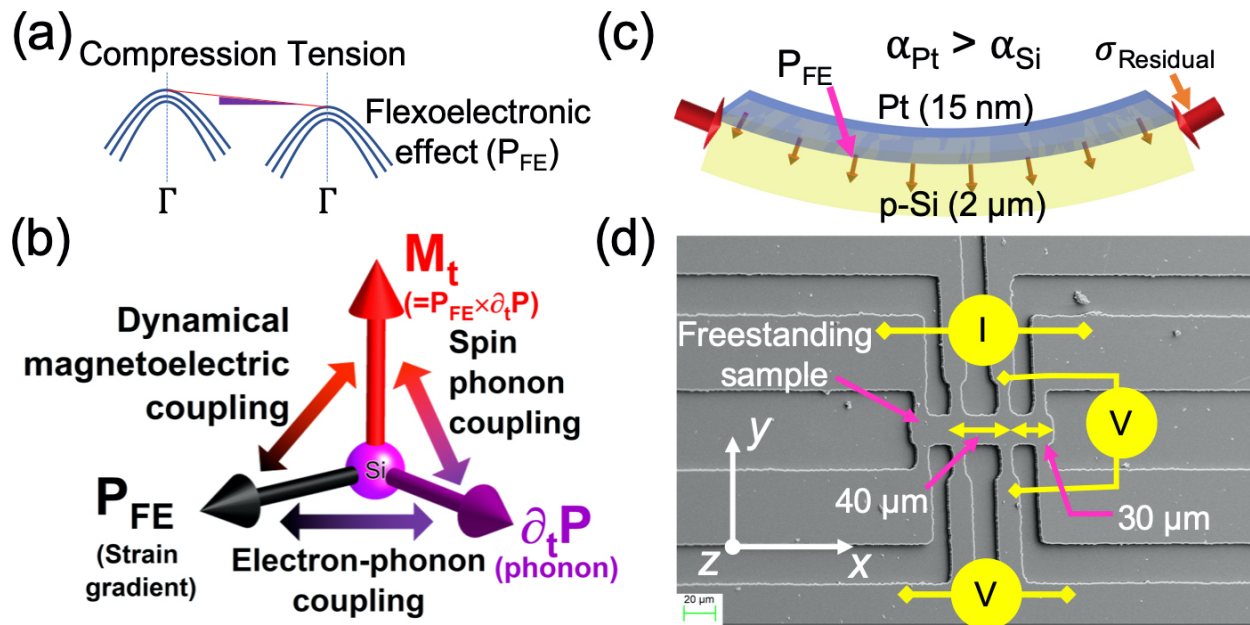 (a)
Compression Tension
Flexoelectronic
effect (P_FE)
Γ Γ
(b)
M_t
(=P_FE×∂_tP)
Dynamical
magnetoelectric
coupling
Spin
phonon
coupling
Si
P_FE
(Strain
gradient)
∂_tP
(phonon)
Electron-phonon
coupling
(c)
α_Pt > α_Si
P_FE
σ_Residual
Pt (15 nm)
p-Si (2 μm)
(d)
I
Freestanding
sample
V
y
40 μm
30 μm
z
x
V
20 μm